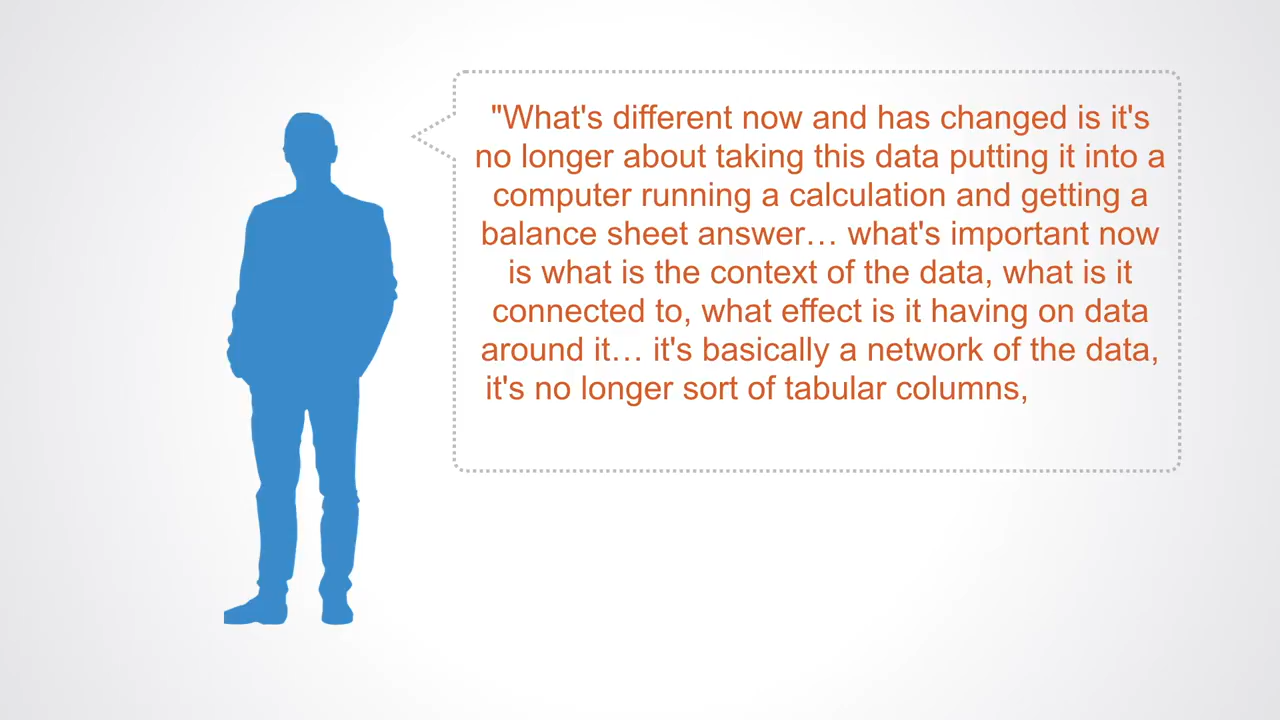 "What's different now and has changed is it's
no longer about taking this data putting it into a
computer running a calculation and getting a
balance sheet answer… what's important now
is what is the context of the data, what is it
connected to, what effect is it having on data
around it… it's basically a network of the data,
it's no longer sort of tabular columns,